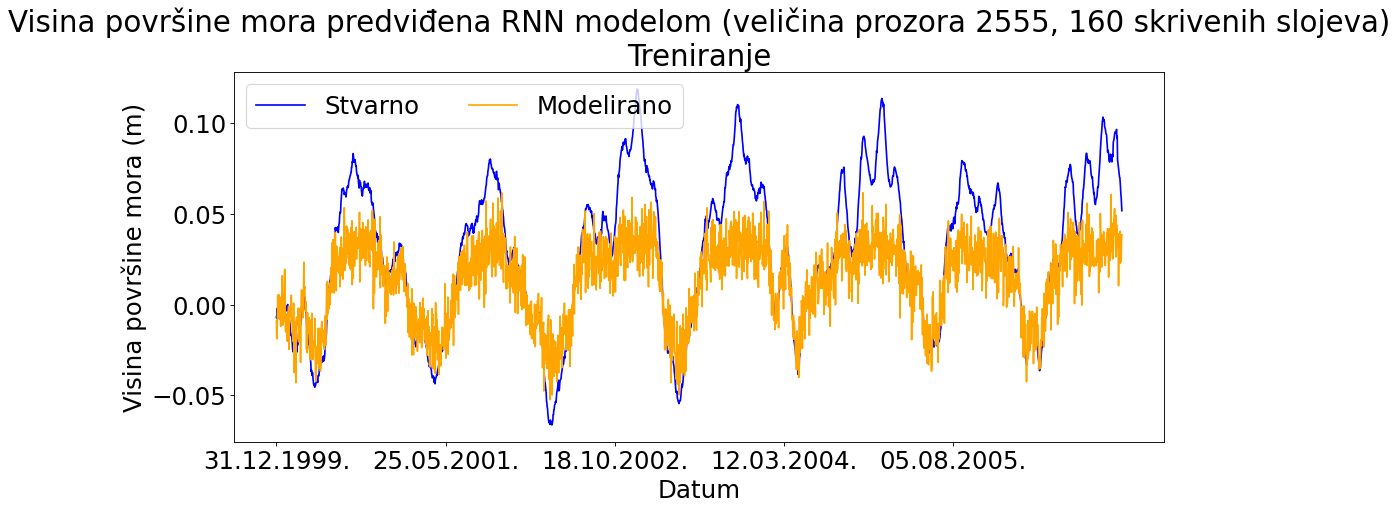 Visina površine mora predviđena RNN modelom (veličina prozora 2555, 160 skrivenih slojeva)
Treniranje
Stvarno
Modelirano
Visina površine mora (m)
0.10
0.05
0.00
−0.05
31.12.1999.
25.05.2001.
18.10.2002.
12.03.2004.
05.08.2005.
Datum